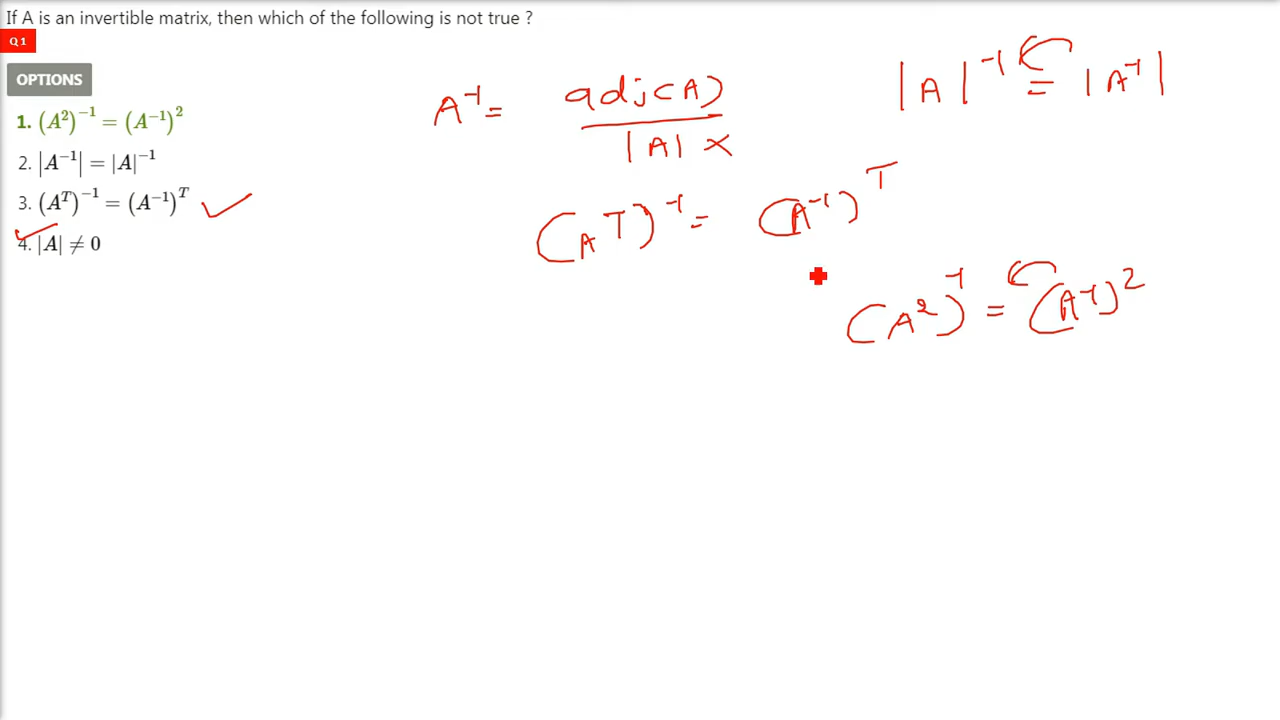 If A is an invertible matrix, then which of the following is not true ?
Q 1
OPTIONS
1. (A²)⁻¹ = (A⁻¹)²
2. |A⁻¹| = |A|⁻¹
3. (Aᵀ)⁻¹ = (A⁻¹)ᵀ
4. |A| ≠ 0
A⁻¹ = adj(A) / |A| ×
|A|⁻¹ = |A⁻¹|
(AT)⁻¹ = (A⁻¹)ᵀ
(A²)⁻¹ = (A⁻¹)²